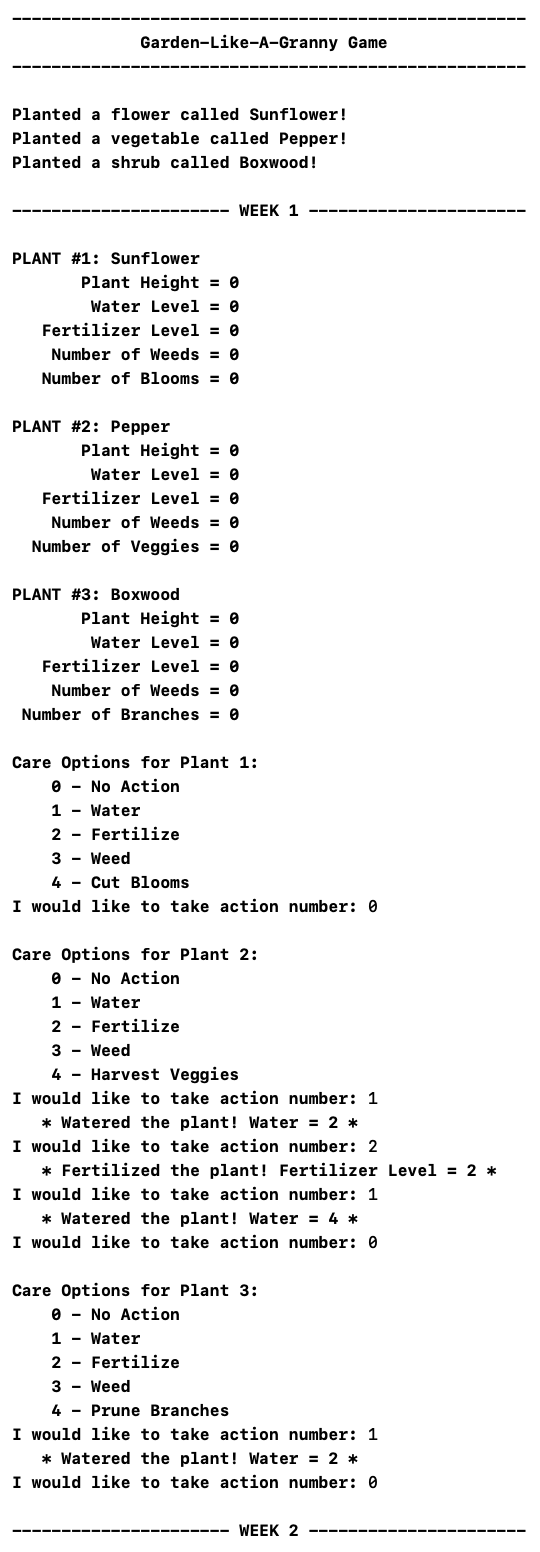 ----------------------------------------------------
Garden-Like-A-Granny Game
----------------------------------------------------
Planted a flower called Sunflower!
Planted a vegetable called Pepper!
Planted a shrub called Boxwood!
---------------------- WEEK 1 ----------------------
PLANT #1: Sunflower
Plant Height = 0
Water Level = 0
Fertilizer Level = 0
Number of Weeds = 0
Number of Blooms = 0
PLANT #2: Pepper
Plant Height = 0
Water Level = 0
Fertilizer Level = 0
Number of Weeds = 0
Number of Veggies = 0
PLANT #3: Boxwood
Plant Height = 0
Water Level = 0
Fertilizer Level = 0
Number of Weeds = 0
Number of Branches = 0
Care Options for Plant 1:
0 - No Action
1 - Water
2 - Fertilize
3 - Weed
4 - Cut Blooms
I would like to take action number: 0
Care Options for Plant 2:
0 - No Action
1 - Water
2 - Fertilize
3 - Weed
4 - Harvest Veggies
I would like to take action number: 1
* Watered the plant! Water = 2 *
I would like to take action number: 2
* Fertilized the plant! Fertilizer Level = 2 *
I would like to take action number: 1
* Watered the plant! Water = 4 *
I would like to take action number: 0
Care Options for Plant 3:
0 - No Action
1 - Water
2 - Fertilize
3 - Weed
4 - Prune Branches
I would like to take action number: 1
* Watered the plant! Water = 2 *
I would like to take action number: 0
---------------------- WEEK 2 ----------------------